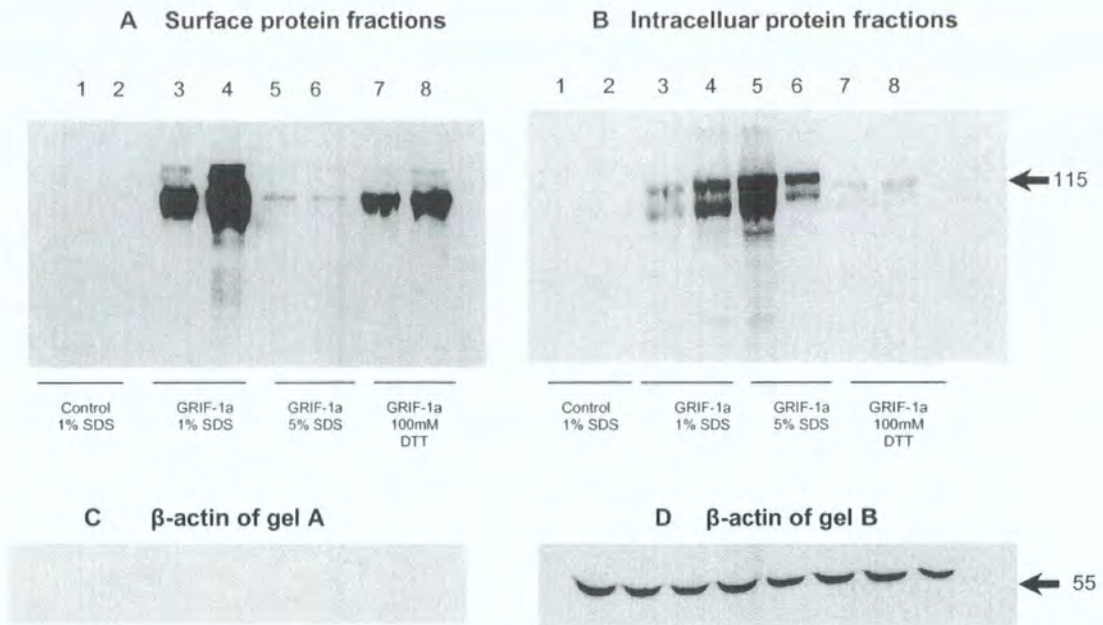 A Surface protein fractions
B Intracelluar protein fractions
1 2 3 4 5 6 7 8
1 2 3 4 5 6 7 8
115
Control
1% SDS
GRIF-1a
1% SDS
GRIF-1a
5% SDS
GRIF-1a
100mM
DTT
Control
1% SDS
GRIF-1a
1% SDS
GRIF-1a
5% SDS
GRIF-1a
100mM
DTT
C β-actin of gel A
D β-actin of gel B
55